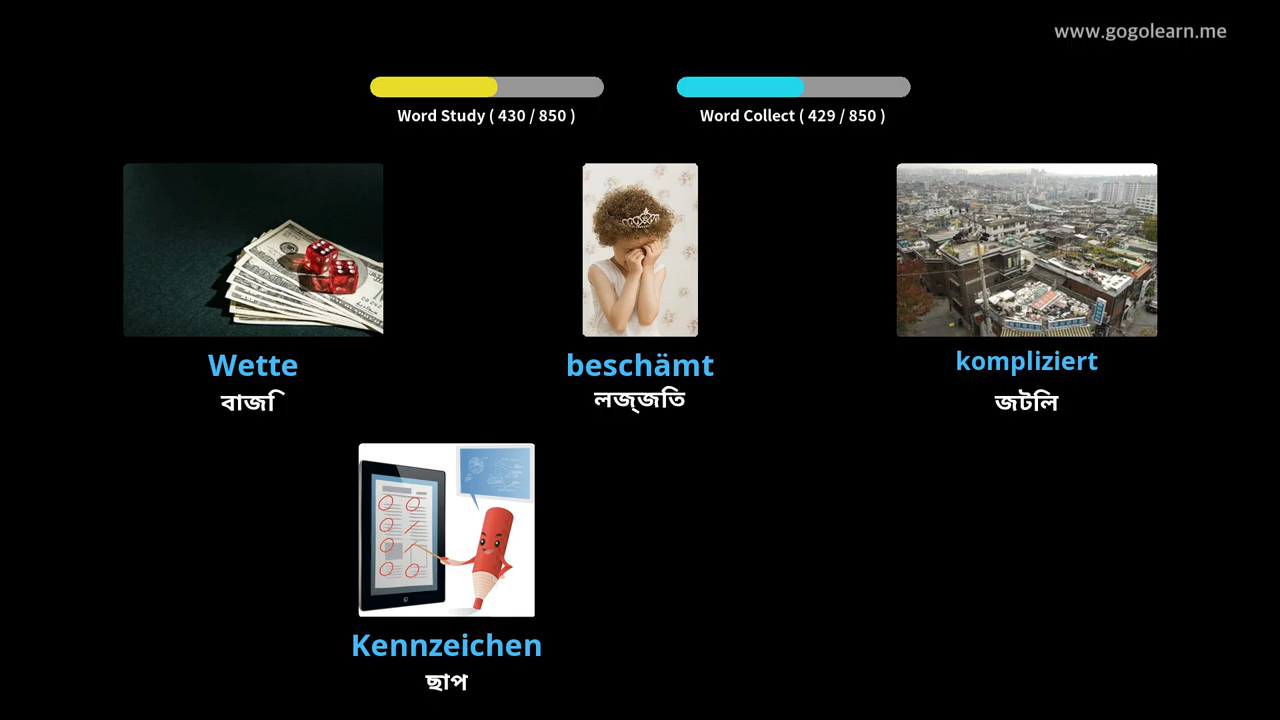 www.gogolearn.me
Word Study ( 430 / 850 )
Word Collect ( 429 / 850 )
Wette
beschämt
kompliziert
বাজি
লজ্জিত
জটিল
Kennzeichen
ছাপ